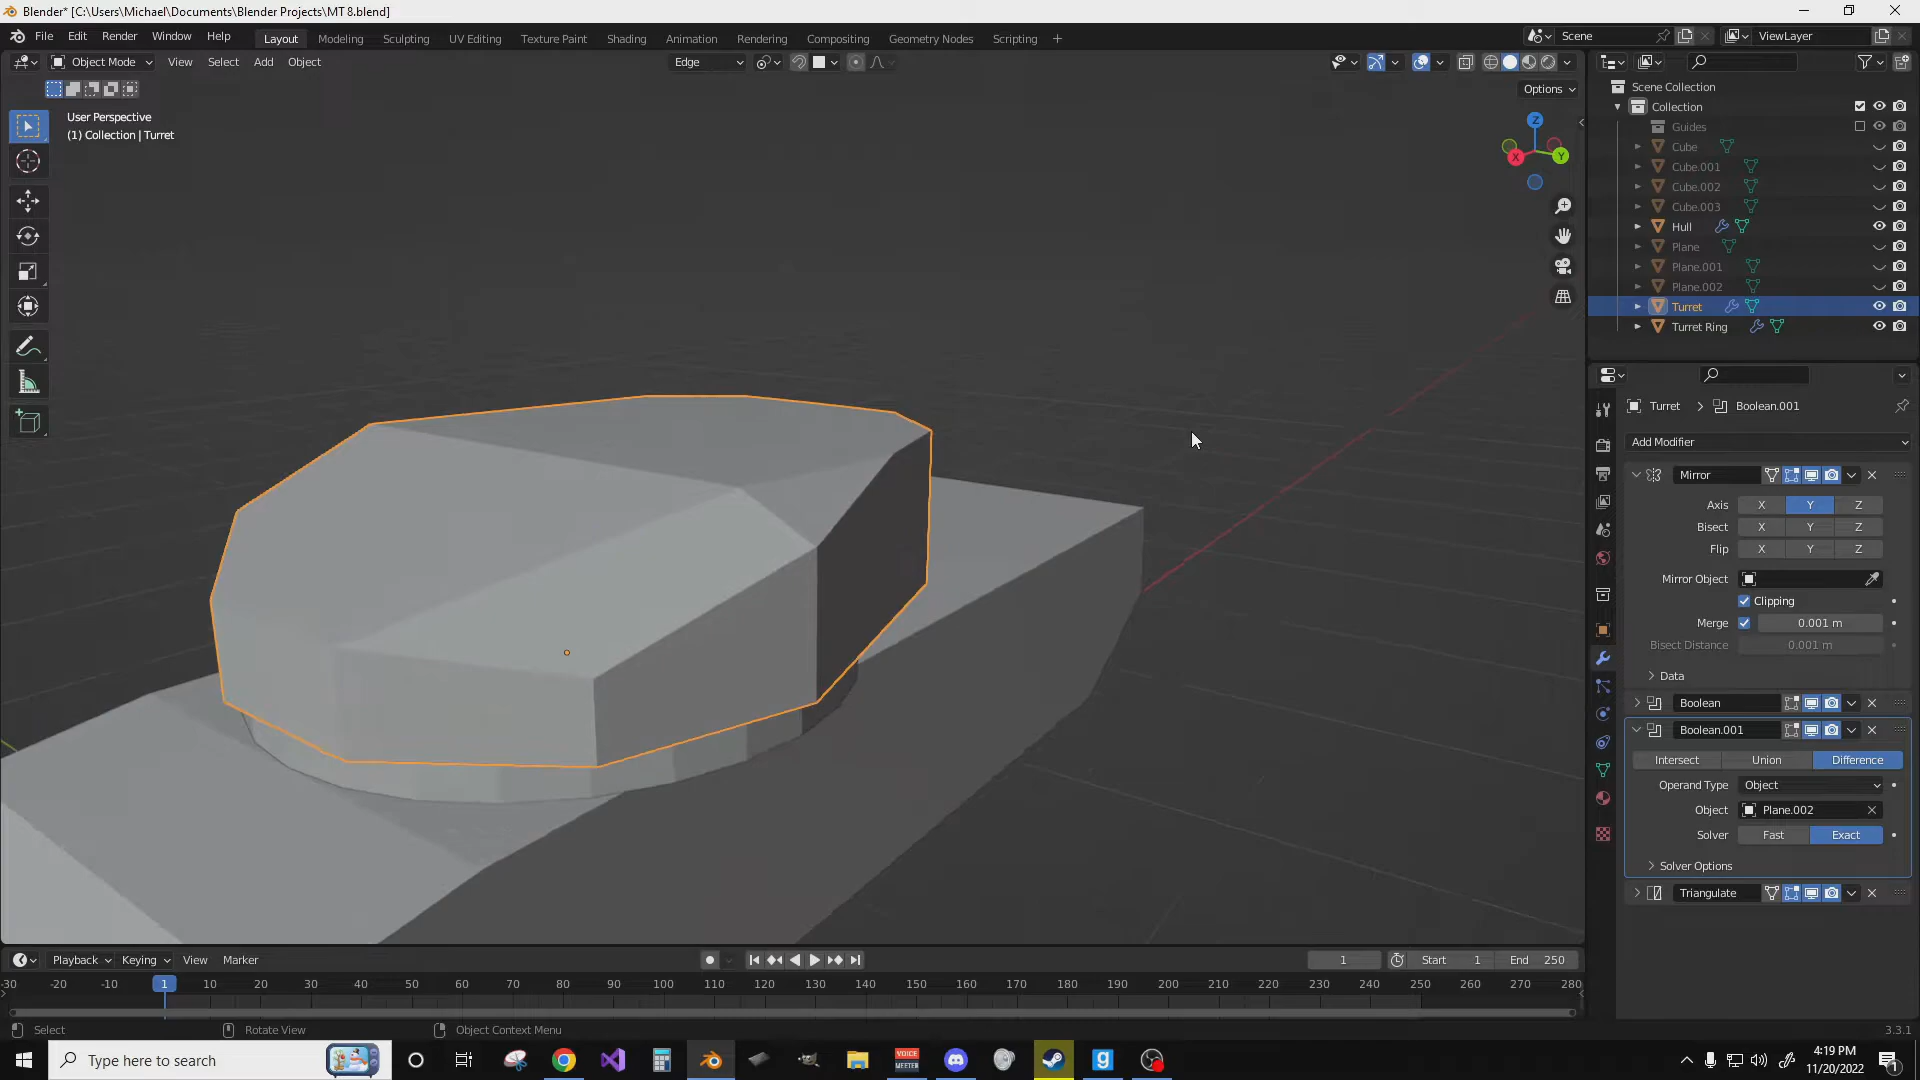 Blender* [C:\Users\Michael\Documents\Blender Projects\MT 8.blend]
File Edit Render Window Help
Layout Modeling Sculpting UV Editing Texture Paint Shading Animation Rendering Compositing Geometry Nodes Scripting +
Scene
ViewLayer
Object Mode View Select Add Object
Edge
Options
User Perspective
(1) Collection | Turret
Z
X
Y
Scene Collection
Collection
Guides
Cube
Cube.001
Cube.002
Cube.003
Hull
Plane
Plane.001
Plane.002
Turret
Turret Ring
Turret > Boolean.001
Add Modifier
Mirror
Axis X Y Z
Bisect X Y Z
Flip X Y Z
Mirror Object
Clipping
Merge 0.001 m
Bisect Distance 0.001 m
Data
Boolean
Boolean.001
Intersect Union Difference
Operand Type Object
Object Plane.002
Solver Fast Exact
Solver Options
Triangulate
Playback Keying View Marker
1
Start 1
End 250
-30 -20 -10 1 10 20 30 40 50 60 70 80 90 100 110 120 130 140 150 160 170 180 190 200 210 220 230 240 250 260 270 280
Select Rotate View Object Context Menu
3.3.1
Type here to search
VOICE
MEETER
g
4:19 PM
11/20/2022
1